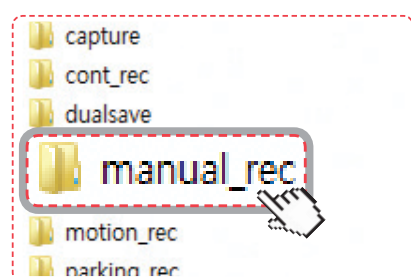 capture
cont_rec
dualsave
manual_rec
motion_rec
parking_rec